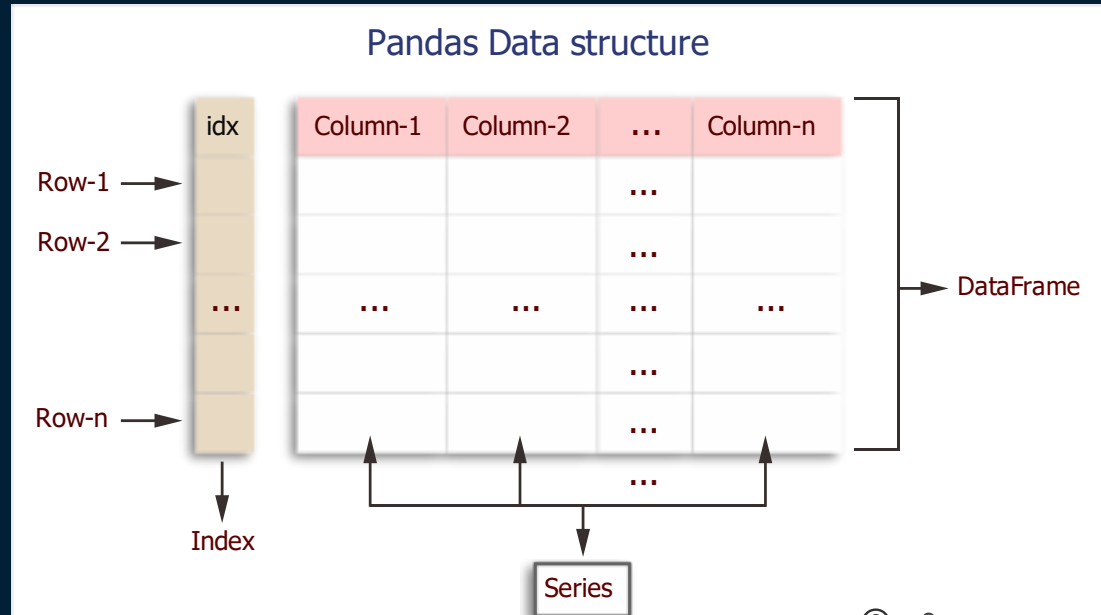 Pandas Data structure
idx Column-1 Column-2 ... Column-n
Row-1 ...
Row-2 ...
... ... ... ... ...
...
Row-n ...
...
DataFrame
Index
Series